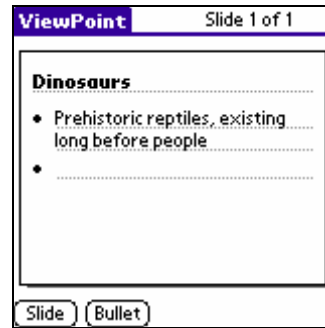 ViewPoint Slide 1 of 1
Dinosaurs
• Prehistoric reptiles, existing
long before people
•
Slide Bullet